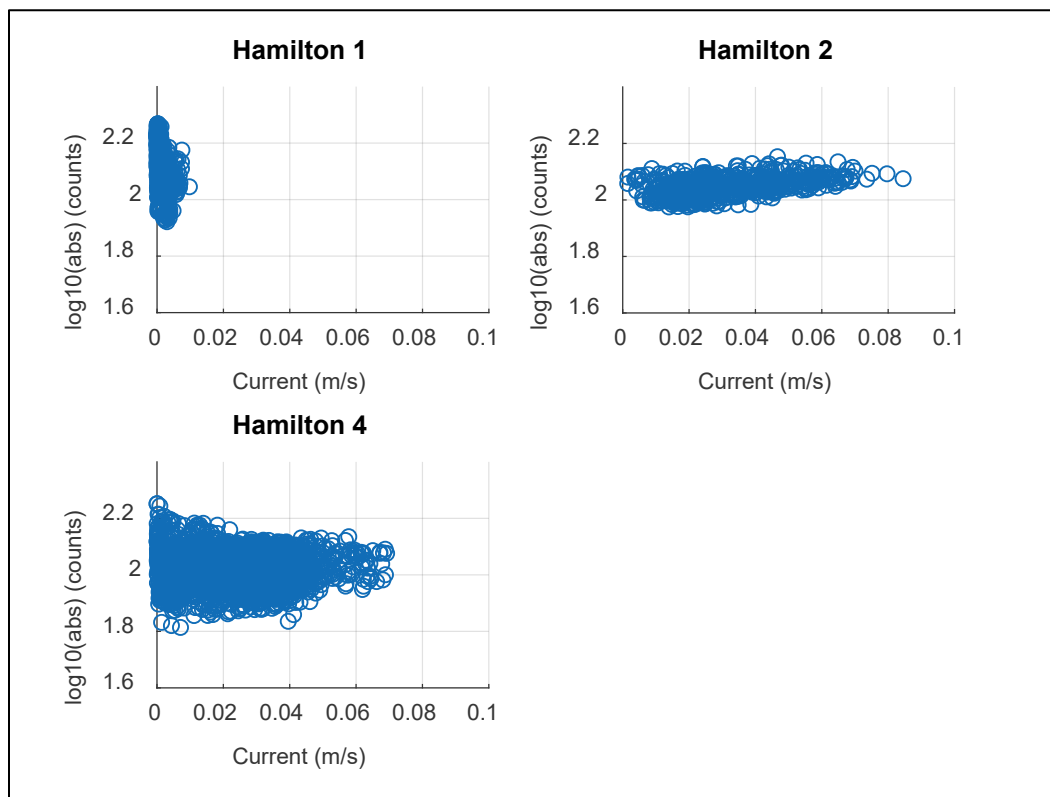 Hamilton 1
log10(abs) (counts)
2.2
2
1.8
1.6
0 0.02 0.04 0.06 0.08 0.1
Current (m/s)
Hamilton 2
log10(abs) (counts)
2.2
2
1.8
1.6
0 0.02 0.04 0.06 0.08 0.1
Current (m/s)
Hamilton 4
log10(abs) (counts)
2.2
2
1.8
1.6
0 0.02 0.04 0.06 0.08 0.1
Current (m/s)